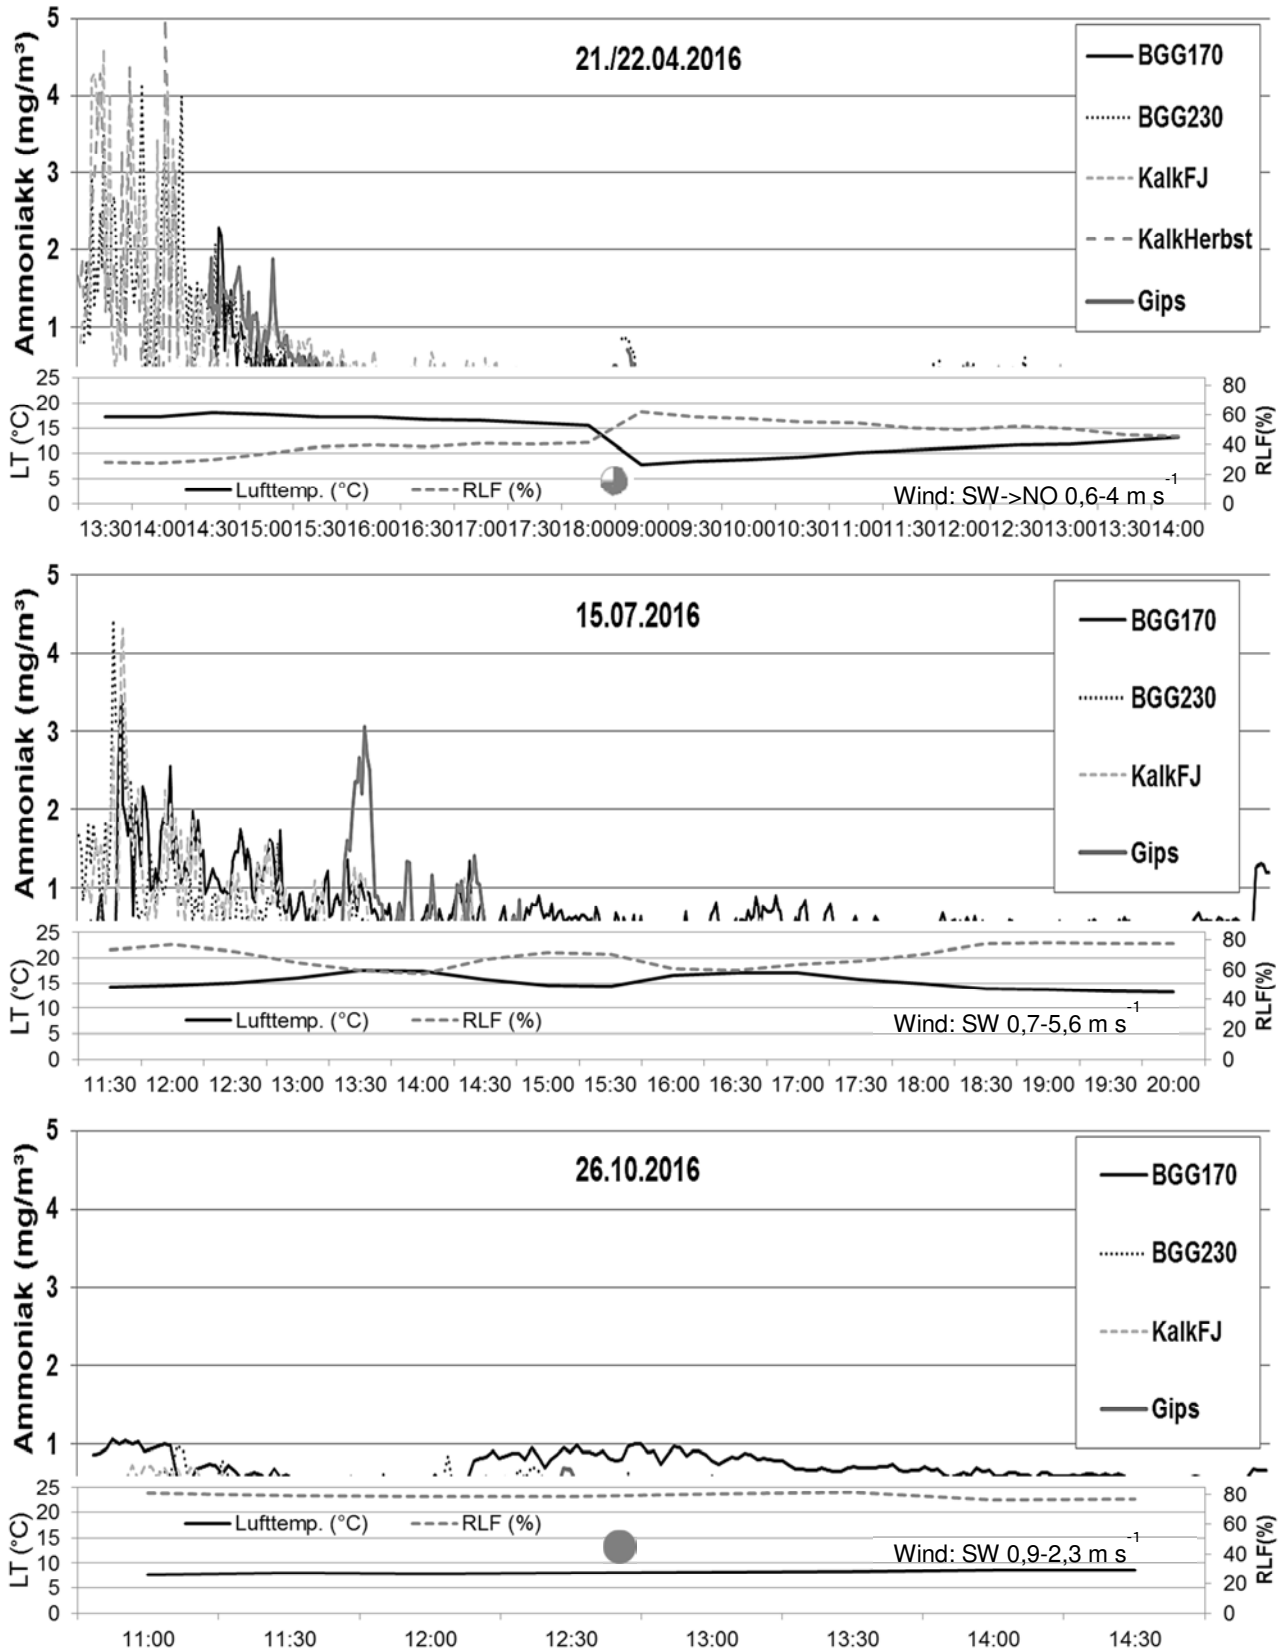 Ammoniakk (mg/m³)
5
4
3
2
1
21./22.04.2016
BGG170
BGG230
KalkFJ
KalkHerbst
Gips
LT (°C)
25
20
15
10
5
0
80
60
40
20
0
RLF(%)
Lufttemp. (°C) RLF (%)
Wind: SW->NO 0,6-4 m s-1
13:30 14:00 14:30 15:00 15:30 16:00 16:30 17:00 17:30 18:00 09:00 09:30 10:00 10:30 11:00 11:30 12:00 12:30 13:00 13:30 14:00
Ammoniak (mg/m³)
5
4
3
2
1
15.07.2016
BGG170
BGG230
KalkFJ
Gips
LT (°C)
25
20
15
10
5
0
80
60
40
20
0
RLF(%)
Lufttemp. (°C) RLF (%)
Wind: SW 0,7-5,6 m s-1
11:30 12:00 12:30 13:00 13:30 14:00 14:30 15:00 15:30 16:00 16:30 17:00 17:30 18:00 18:30 19:00 19:30 20:00
Ammoniak (mg/m³)
5
4
3
2
1
26.10.2016
BGG170
BGG230
KalkFJ
Gips
LT (°C)
25
20
15
10
5
0
80
60
40
20
0
RLF(%)
Lufttemp. (°C) RLF (%)
Wind: SW 0,9-2,3 m s-1
11:00 11:30 12:00 12:30 13:00 13:30 14:00 14:30